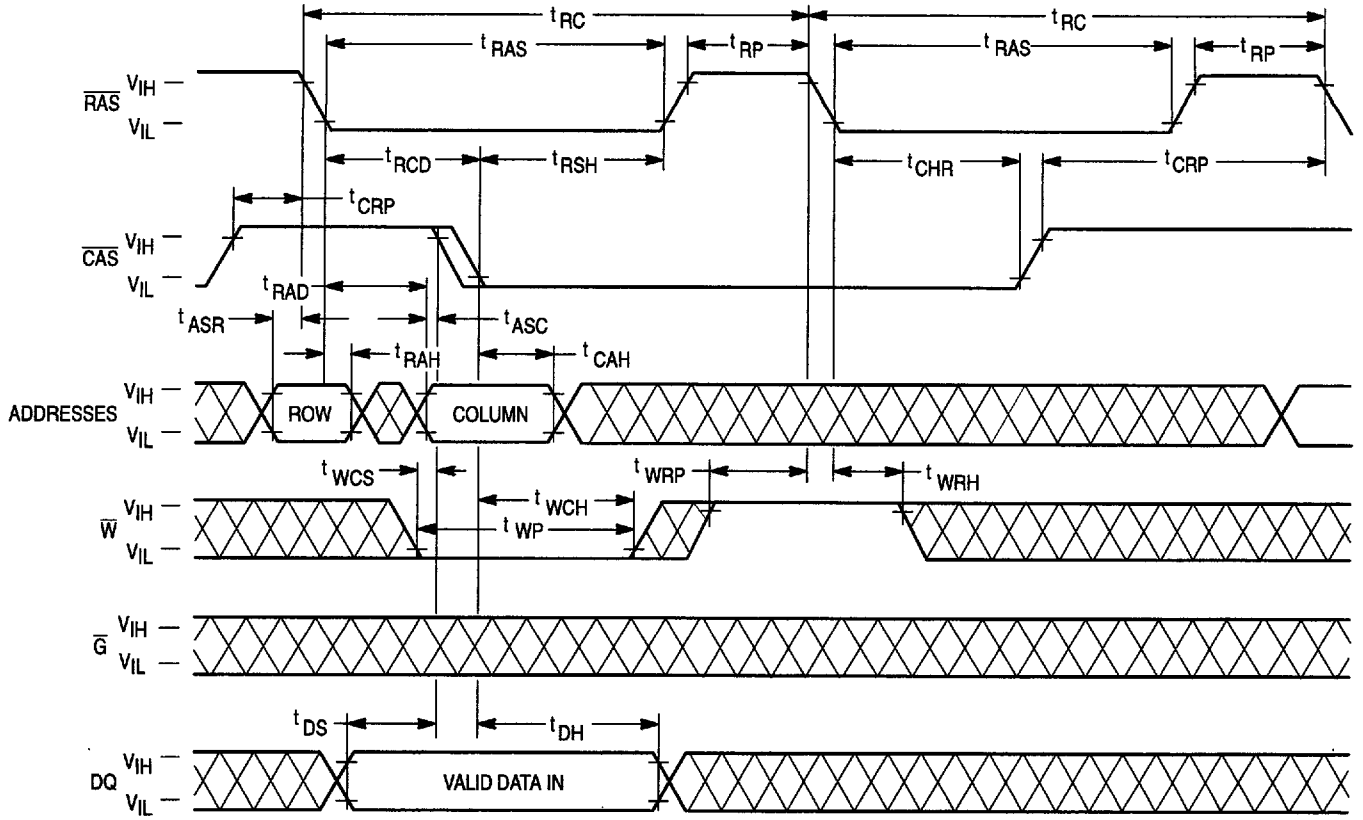 tRC tRC
tRAS tRP tRAS tRP
VIH
RAS
VIL
tRCD tRSH tCHR tCRP
tCRP
VIH
CAS
VIL
tRAD
tASR tASC
tRAH tCAH
VIH
ADDRESSES ROW COLUMN
VIL
tWCS tWRP tWRH
tWCH
VIH
W tWP
VIL
VIH
G
VIL
tDS tDH
VIH
DQ VALID DATA IN
VIL